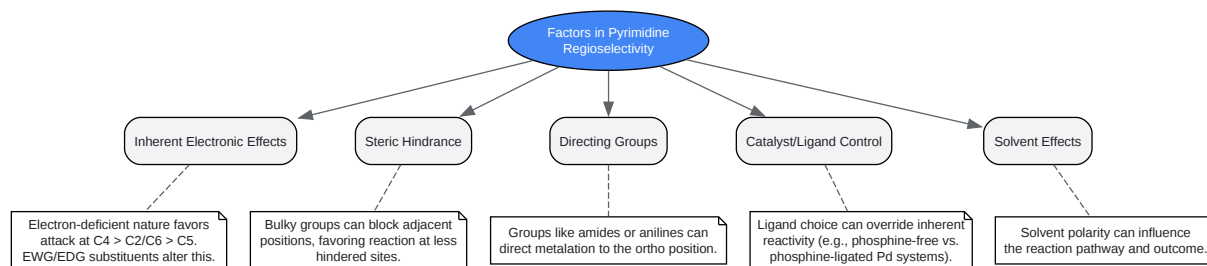 Factors in Pyrimidine
Regioselectivity
Inherent Electronic Effects
Steric Hindrance
Directing Groups
Catalyst/Ligand Control
Solvent Effects
Electron-deficient nature favors
attack at C4 > C2/C6 > C5.
EWG/EDG substituents alter this.
Bulky groups can block adjacent
positions, favoring reaction at less
hindered sites.
Groups like amides or anilines can
direct metalation to the ortho position.
Ligand choice can override inherent
reactivity (e.g., phosphine-free vs.
phosphine-ligated Pd systems).
Solvent polarity can influence
the reaction pathway and outcome.